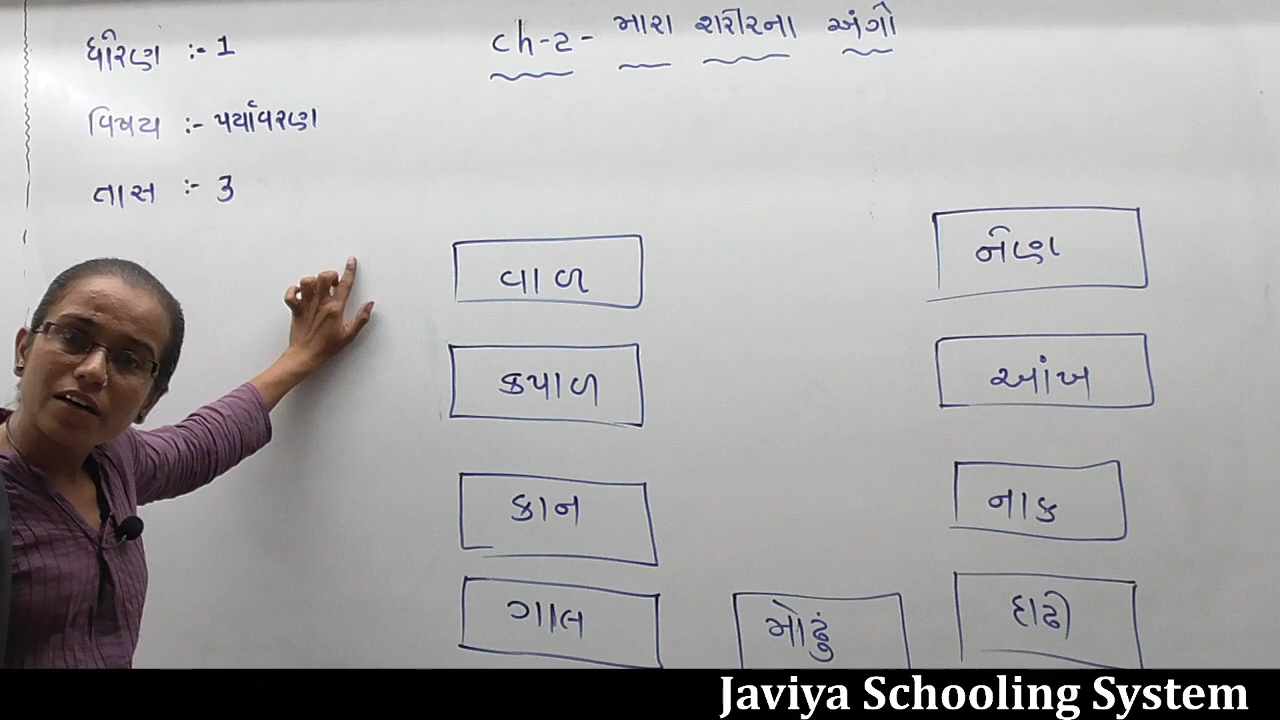 ધોરણ :- 1
Ch-2- મારા શરીરના અંગો
વિષય :- પર્યાવરણ
તાસ :- 3
વાળ
નેણ
કપાળ
આંખ
કાન
નાક
ગાલ
મોઢું
દાઢી
Javiya Schooling System